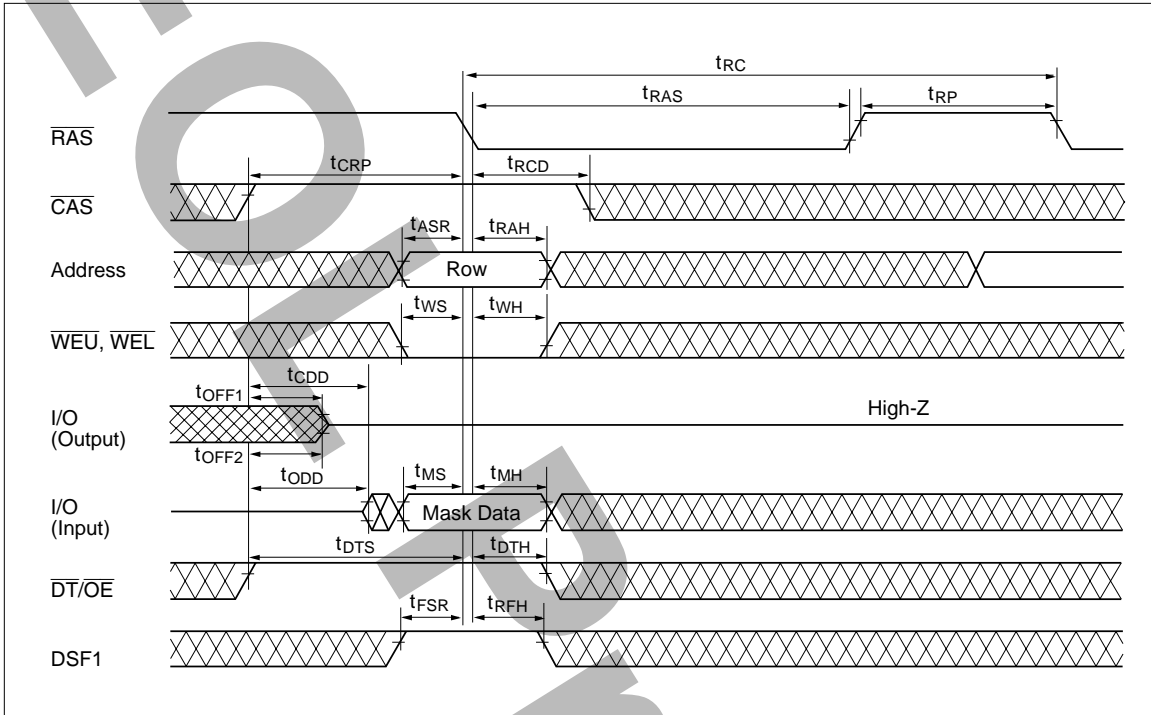 tRC
tRAS
tRP
RAS
tCRP
tRCD
CAS
tASR
tRAH
Address
Row
tWS
tWH
WEU, WEL
tCDD
tOFF1
I/O
(Output)
High-Z
tOFF2
tODD
tMS
tMH
I/O
(Input)
Mask Data
tDTS
tDTH
DT/OE
tFSR
tRFH
DSF1